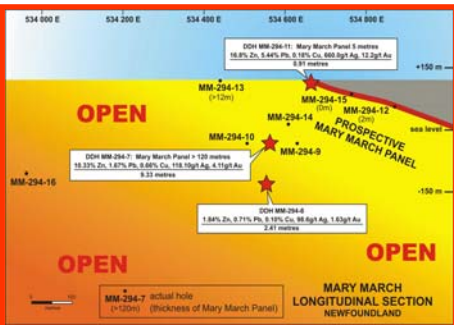 534 000 E
534 200 E
534 400 E
534 600 E
534 800 E
DDH MM-294-11: Mary March Panel 5 metres
16.8% Zn, 5.44% Pb, 0.16% Cu, 660.0g/t Ag, 12.2g/t Au
0.91 metres
+150 m
MM-294-13
(>12m)
OPEN
MM-294-15
(0m)
MM-294-12
(2m)
MM-294-14
PROSPECTIVE
MARY MARCH PANEL
sea level
MM-294-10
MM-294-9
DDH MM-294-7: Mary March Panel > 120 metres
10.33% Zn, 1.67% Pb, 0.66% Cu, 118.10g/t Ag, 4.11g/t Au
9.33 metres
MM-294-16
-150 m
DDH MM-294-8
1.84% Zn, 0.71% Pb, 0.10% Cu, 98.6g/t Ag, 1.63g/t Au
2.41 metres
OPEN
OPEN
MM-294-7
(>120m)
actual hole
(thickness of Mary March Panel)
MARY MARCH
LONGITUDINAL SECTION
NEWFOUNDLAND